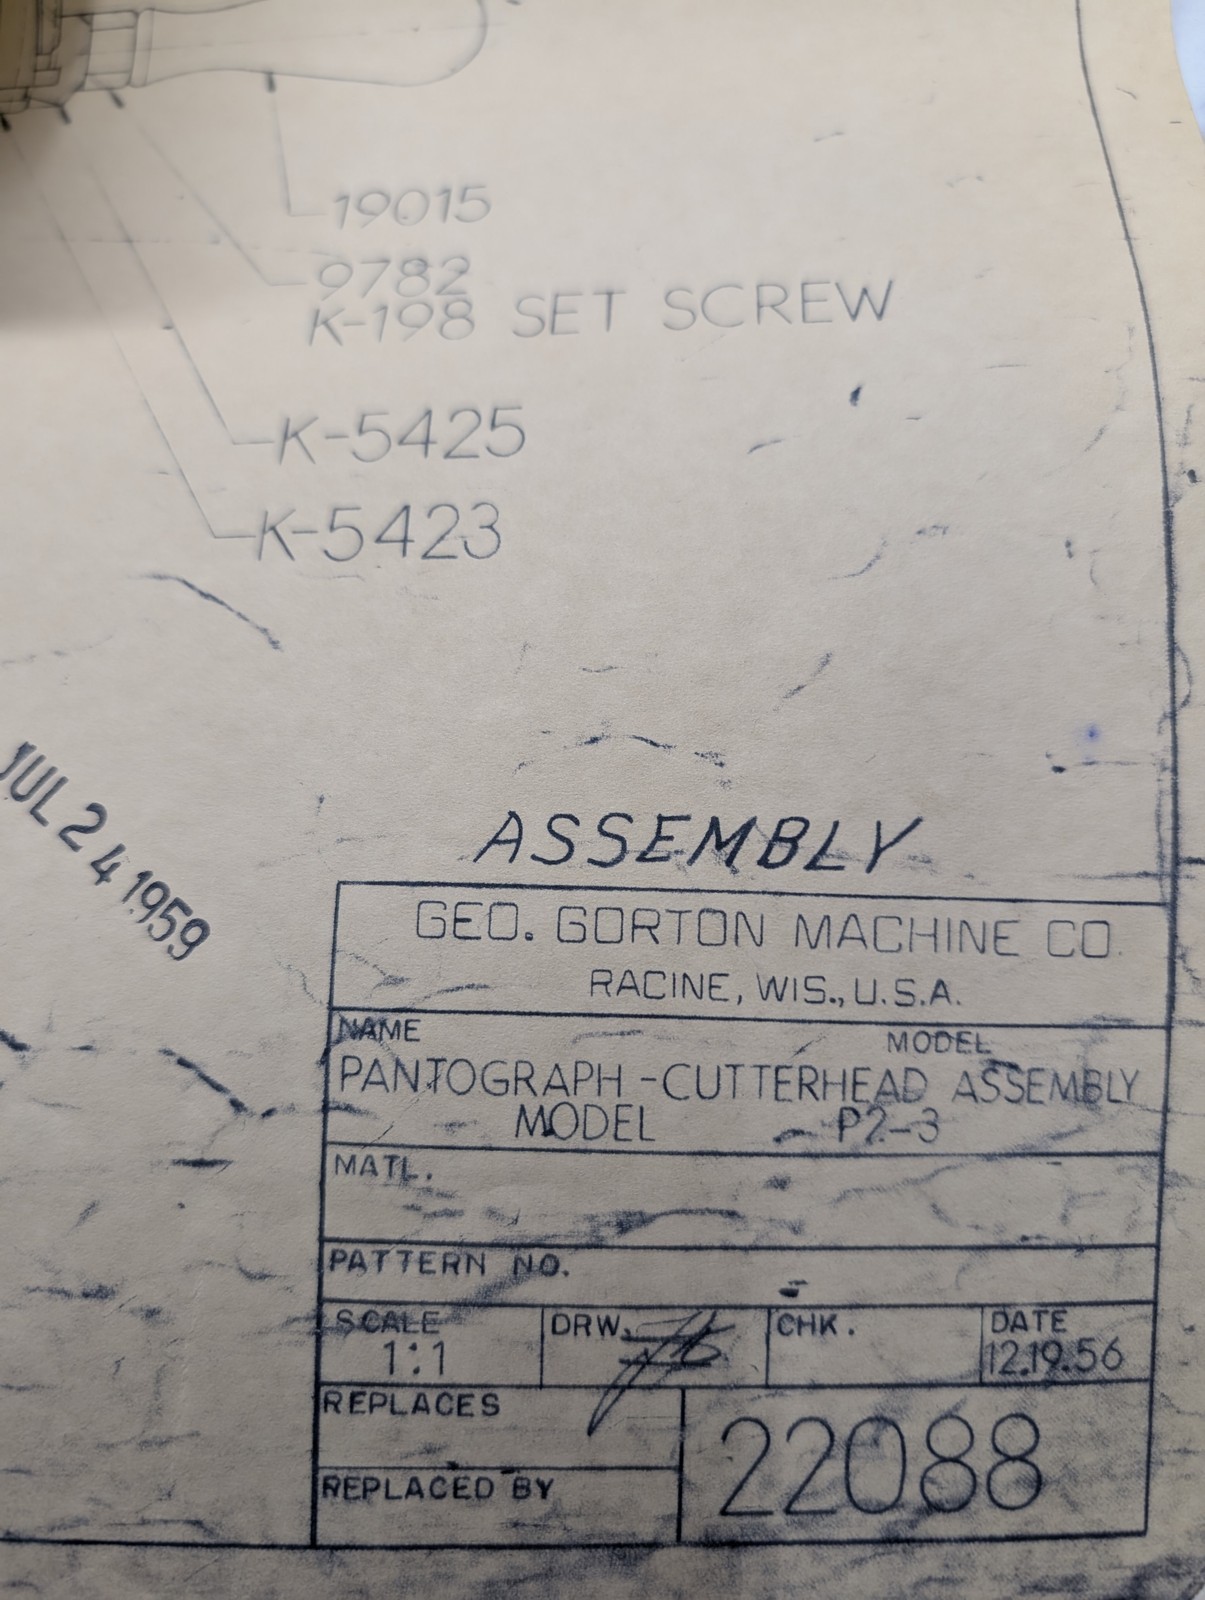 19015
9782
K-198 SET SCREW
K-5425
K-5423
JUL 24 1959
ASSEMBLY
GEO. GORTON MACHINE CO.
RACINE, WIS., U.S.A.
NAME MODEL
PANTOGRAPH-CUTTERHEAD ASSEMBLY
MODEL P2-3
MATL.
PATTERN NO.
SCALE DRW. CHK. DATE
1:1 12.19.56
REPLACES
22088
REPLACED BY